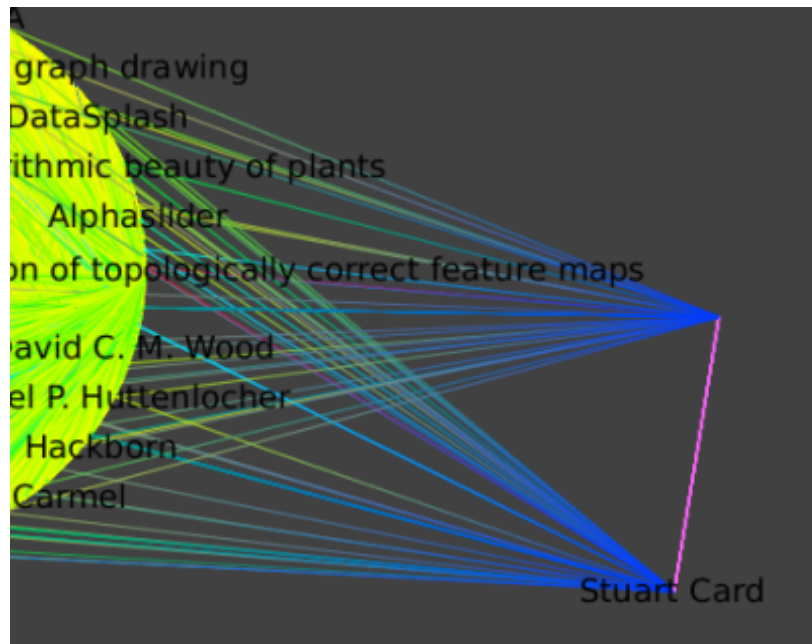 A
graph drawing
DataSplash
rithmic beauty of plants
Alphaslider
on of topologically correct feature maps
David C. M. Wood
el P. Huttenlocher
Hackborn
Carmel
Stuart Card